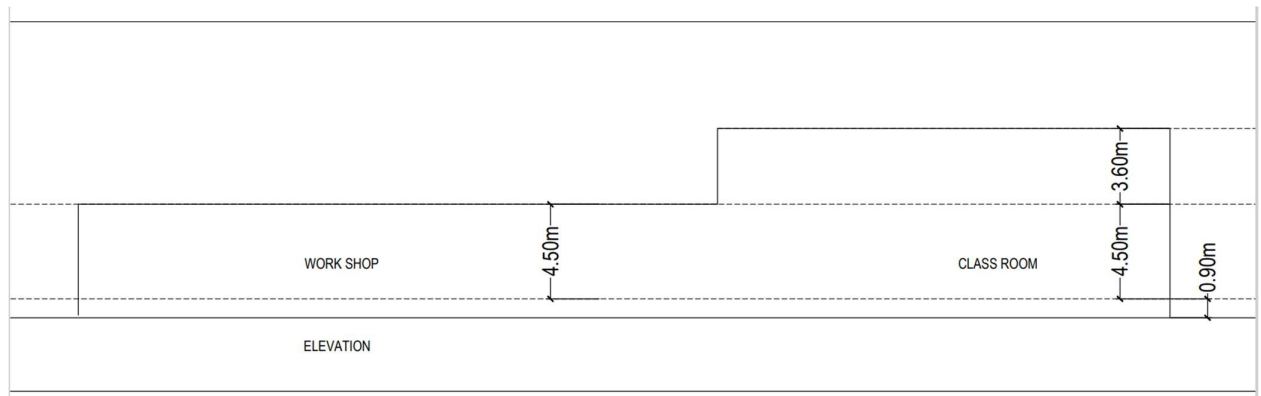 3.60m
4.50m
4.50m
0.90m
WORK SHOP
CLASS ROOM
ELEVATION